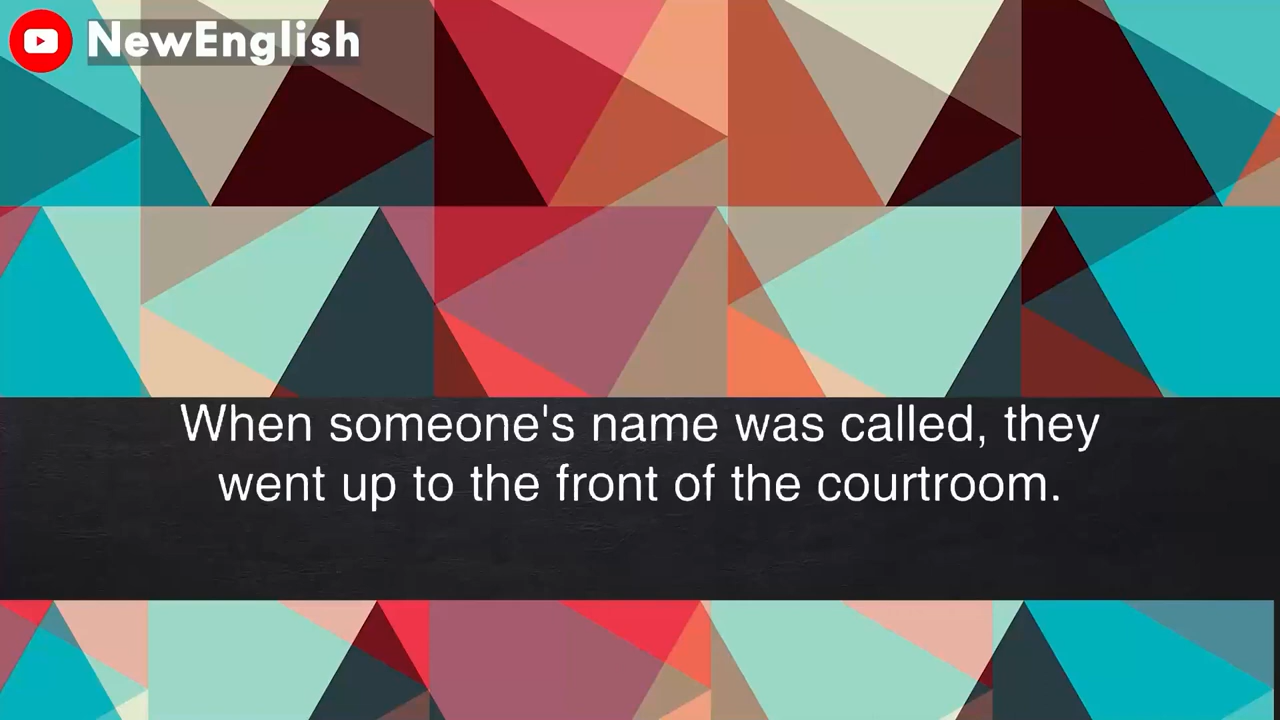 NewEnglish
When someone's name was called, they
went up to the front of the courtroom.